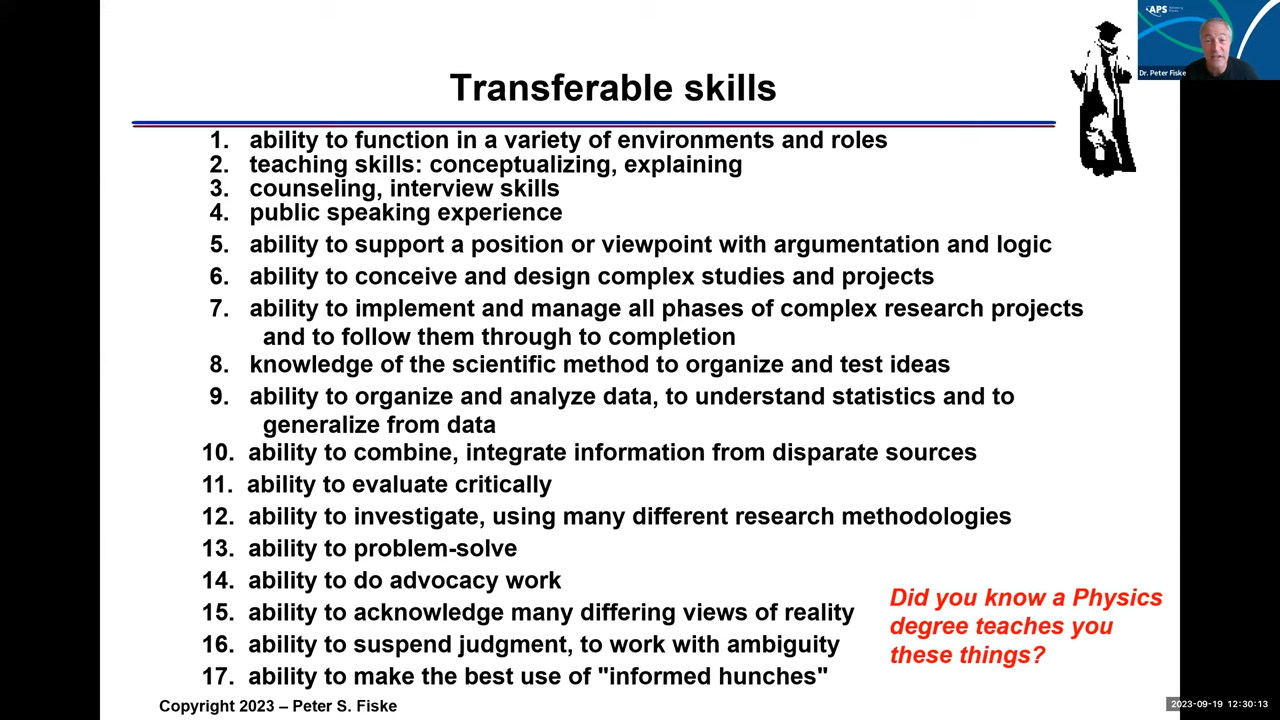 APS
Dr. Peter Fiske
Transferable skills
1. ability to function in a variety of environments and roles
2. teaching skills: conceptualizing, explaining
3. counseling, interview skills
4. public speaking experience
5. ability to support a position or viewpoint with argumentation and logic
6. ability to conceive and design complex studies and projects
7. ability to implement and manage all phases of complex research projects
and to follow them through to completion
8. knowledge of the scientific method to organize and test ideas
9. ability to organize and analyze data, to understand statistics and to
generalize from data
10. ability to combine, integrate information from disparate sources
11. ability to evaluate critically
12. ability to investigate, using many different research methodologies
13. ability to problem-solve
14. ability to do advocacy work
15. ability to acknowledge many differing views of reality
16. ability to suspend judgment, to work with ambiguity
17. ability to make the best use of "informed hunches"
Did you know a Physics
degree teaches you
these things?
Copyright 2023 – Peter S. Fiske
2023-09-19 12:30:13